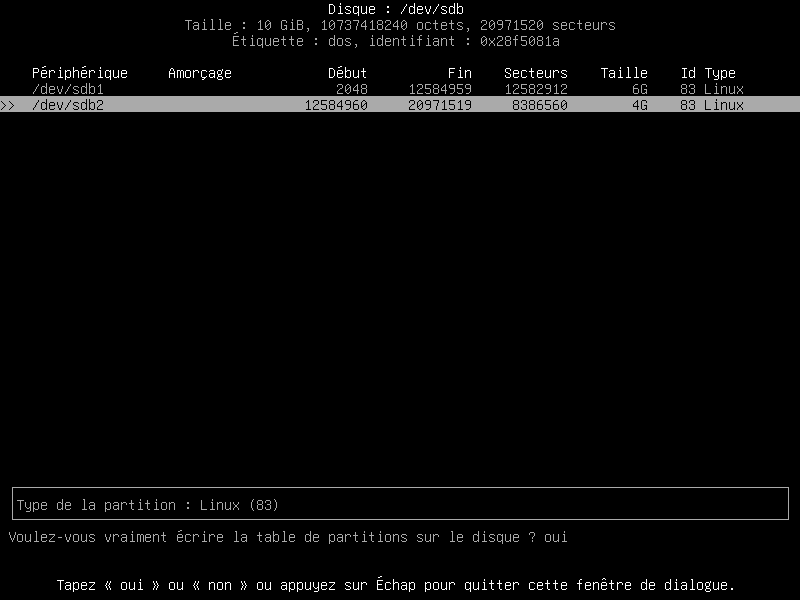 Disque : /dev/sdb
Taille : 10 GiB, 10737418240 octets, 20971520 secteurs
Étiquette : dos, identifiant : 0x28f5081a
Périphérique Amorçage Début Fin Secteurs Taille Id Type
/dev/sdb1 2048 12584959 12582912 6G 83 Linux
>> /dev/sdb2 12584960 20971519 8386560 4G 83 Linux
Type de la partition : Linux (83)
Voulez-vous vraiment écrire la table de partitions sur le disque ? oui
Tapez « oui » ou « non » ou appuyez sur Échap pour quitter cette fenêtre de dialogue.